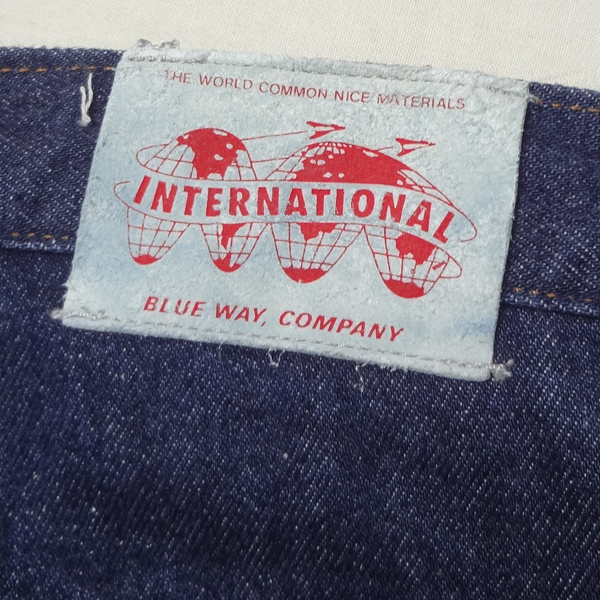 THE WORLD COMMON NICE MATERIALS
INTERNATIONAL
BLUE WAY, COMPANY